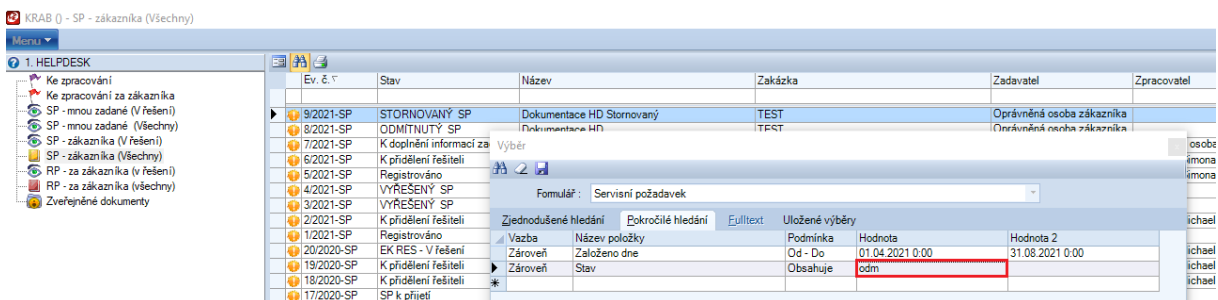 KRAB () - SP - zákazníka (Všechny)
Menu
1. HELPDESK
Ke zpracování
Ke zpracování za zákazníka
SP - mnou zadané (V řešení)
SP - mnou zadané (Všechny)
SP - zákazníka (V řešení)
SP - zákazníka (Všechny)
RP - za zákazníka (v řešení)
RP - za zákazníka (všechny)
Zveřejněné dokumenty
Ev. č. Stav Název Zakázka Zadavatel Zpracovatel
9/2021-SP STORNOVANÝ SP Dokumentace HD Stornovaný TEST Oprávněná osoba zákazníka
8/2021-SP ODMÍTNUTÝ SP Dokumentace HD TEST Oprávněná osoba zákazníka
7/2021-SP K doplnění informací za osoba
6/2021-SP K přidělení řešiteli imona
5/2021-SP Registrováno imona
4/2021-SP VYŘEŠENÝ SP
3/2021-SP VYŘEŠENÝ SP
2/2021-SP K přidělení řešiteli ichael
1/2021-SP Registrováno
20/2020-SP EK RES - V řešení ichael
19/2020-SP K přidělení řešiteli ichael
18/2020-SP K přidělení řešiteli ichael
17/2020-SP SP k přijetí
Výběr
Formulář : Servisní požadavek
Zjednodušené hledání Pokročilé hledání Fulltext Uložené výběry
Vazba Název položky Podmínka Hodnota Hodnota 2
Zároveň Založeno dne Od - Do 01.04.2021 0:00 31.08.2021 0:00
Zároveň Stav Obsahuje odm